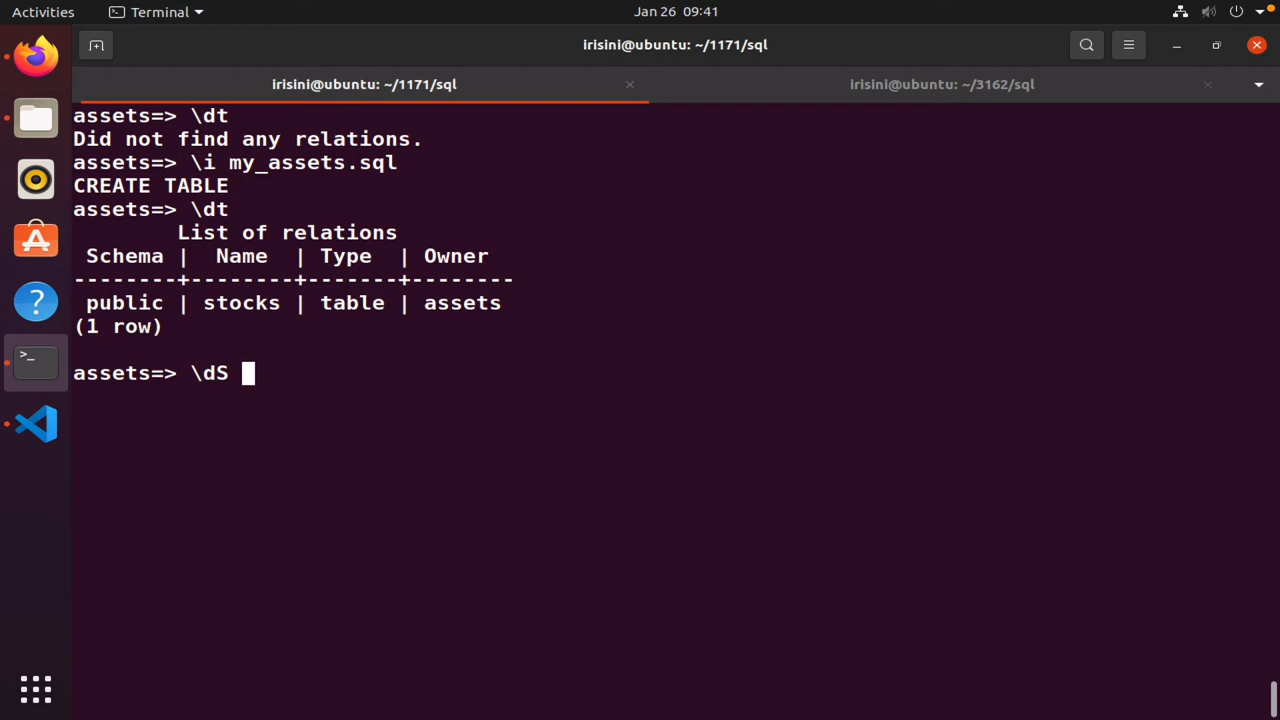 Activities Terminal Jan 26 09:41
irisini@ubuntu: ~/1171/sql
irisini@ubuntu: ~/1171/sql irisini@ubuntu: ~/3162/sql
assets=> \dt
Did not find any relations.
assets=> \i my_assets.sql
CREATE TABLE
assets=> \dt
        List of relations
 Schema |  Name  | Type  | Owner
--------+--------+-------+--------
 public | stocks | table | assets
(1 row)
assets=> \dS